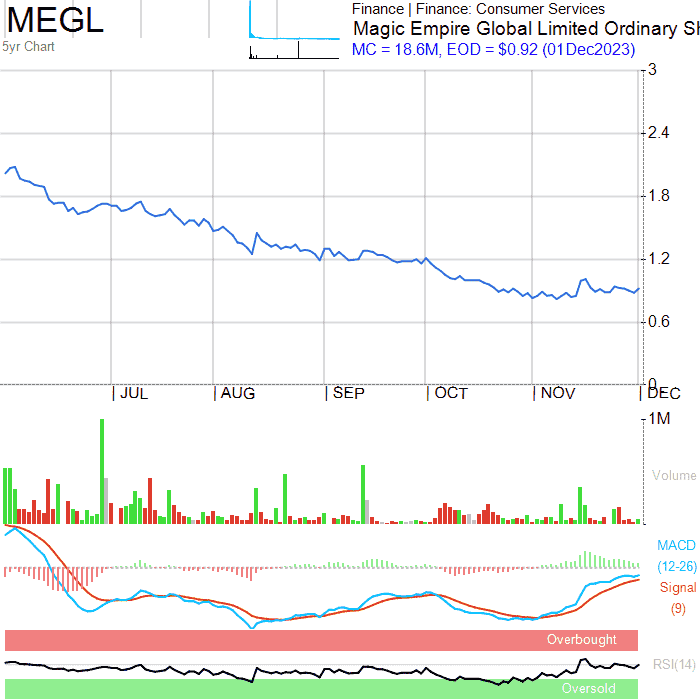 MEGL
5yr Chart
Finance | Finance: Consumer Services
Magic Empire Global Limited Ordinary Sh
MC = 18.6M, EOD = $0.92 (01Dec2023)
3
2.4
1.8
1.2
0.6
0
JUL AUG SEP OCT NOV DEC
1M
Volume
MACD
(12-26)
Signal
(9)
Overbought
RSI(14)
Oversold